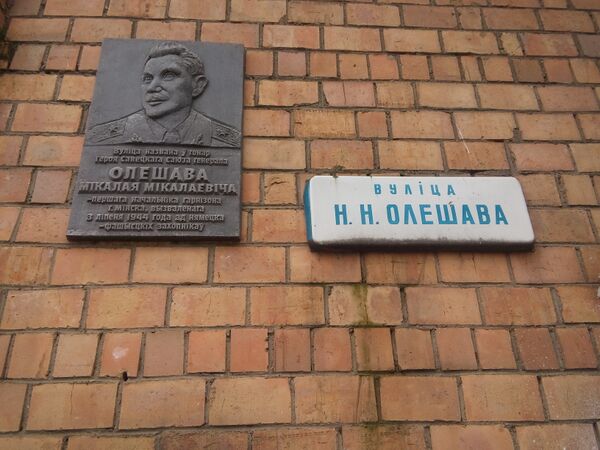 Вуліца названа ў гонар
Героя Савецкага Саюза генерала
ОЛЕШАВА
МІКАЛАЯ МІКАЛАЕВІЧА
-першага начальніка гарнізона
г. Мінска, вызваленага
3 ліпеня 1944 года ад нямецка
-фашысцкіх захопнікаў
ВУЛІЦА
Н. Н. ОЛЕШАВА